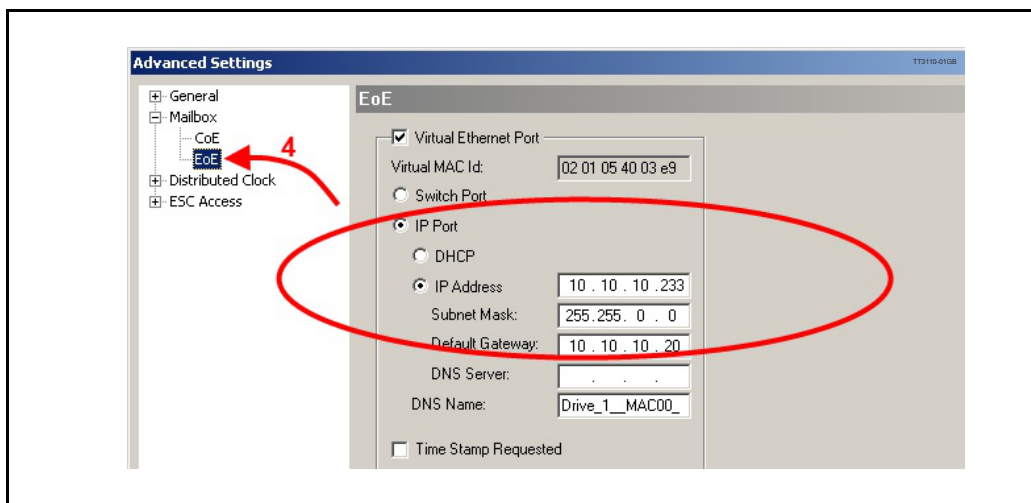 Advanced Settings
TT3110-01GB
General
Mailbox
CoE
EoE
4
Distributed Clock
ESC Access
EoE
Virtual Ethernet Port
Virtual MAC Id: 02 01 05 40 03 e9
Switch Port
IP Port
DHCP
IP Address 10 . 10 . 10 .233
Subnet Mask: 255.255. 0 . 0
Default Gateway: 10 . 10 . 10 . 20
DNS Server: . . .
DNS Name: Drive_1__MAC00_
Time Stamp Requested